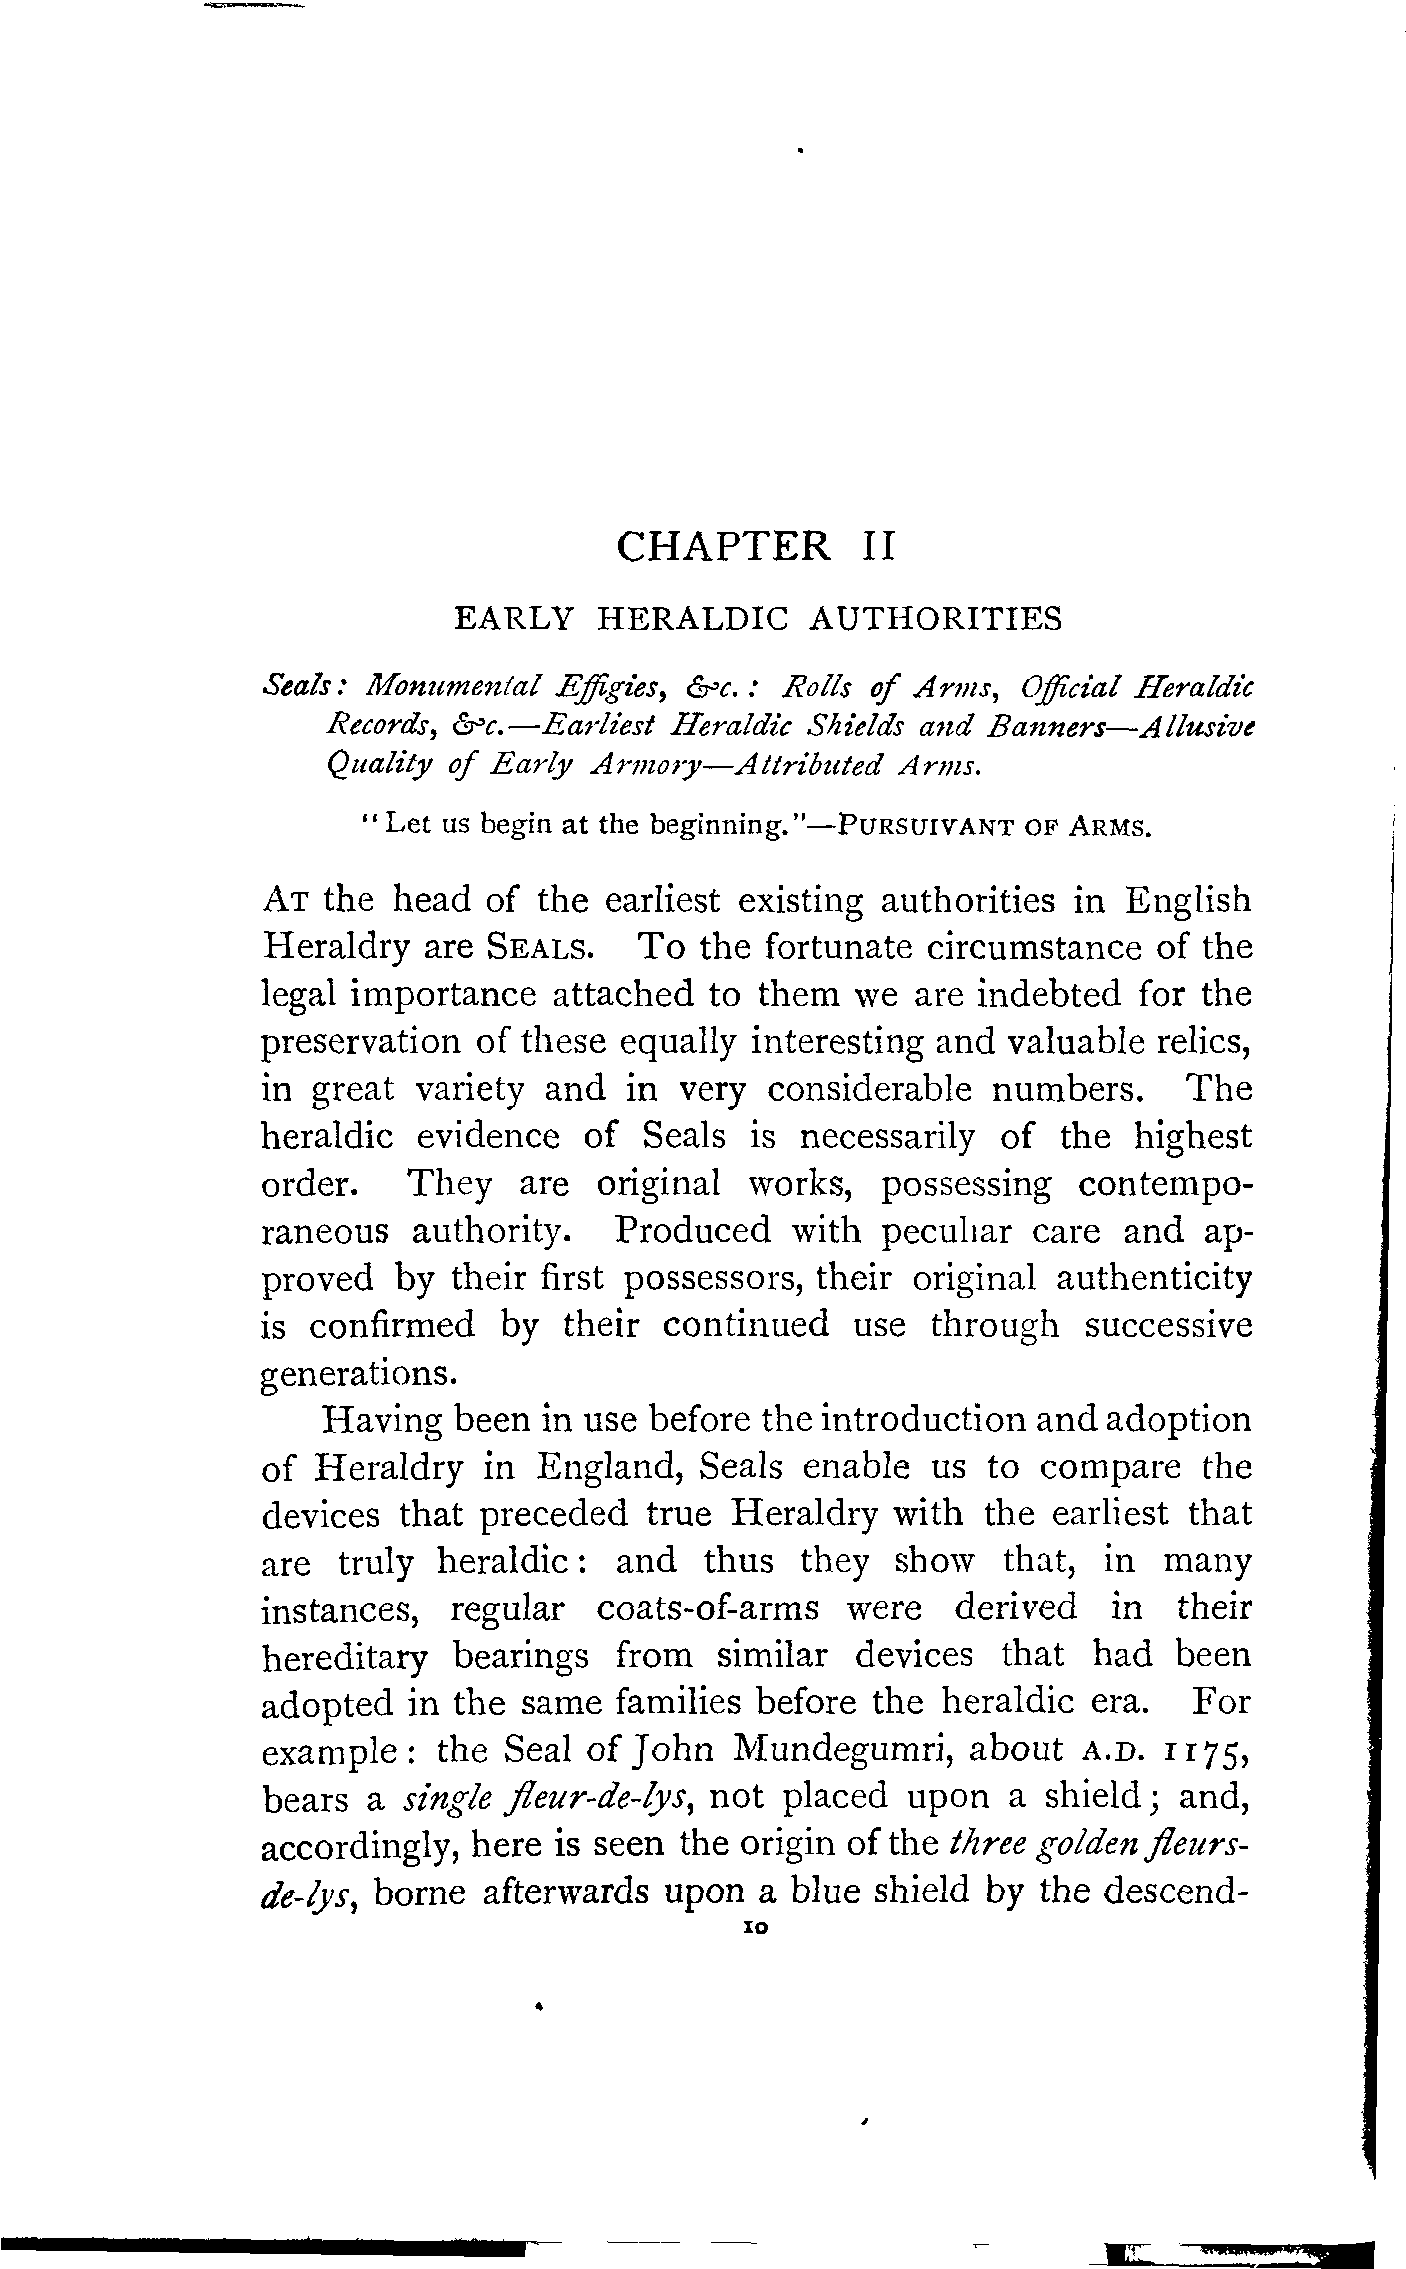 CHAPTER II
EARLY HERALDIC AUTHORITIES
Seals: Monumental Effigies, &c.: Rolls of Arms, Official Heraldic
Records, &c.—Earliest Heraldic Shields and Banners—Allusive
Quality of Early Armory—Attributed Arms.
"Let us begin at the beginning."—PURSUIVANT OF ARMS.
AT the head of the earliest existing authorities in English
Heraldry are SEALS. To the fortunate circumstance of the
legal importance attached to them we are indebted for the
preservation of these equally interesting and valuable relics,
in great variety and in very considerable numbers. The
heraldic evidence of Seals is necessarily of the highest
order. They are original works, possessing contempo-
raneous authority. Produced with peculiar care and ap-
proved by their first possessors, their original authenticity
is confirmed by their continued use through successive
generations.
Having been in use before the introduction and adoption
of Heraldry in England, Seals enable us to compare the
devices that preceded true Heraldry with the earliest that
are truly heraldic: and thus they show that, in many
instances, regular coats-of-arms were derived in their
hereditary bearings from similar devices that had been
adopted in the same families before the heraldic era. For
example: the Seal of John Mundegumri, about A.D. 1175,
bears a single fleur-de-lys, not placed upon a shield; and,
accordingly, here is seen the origin of the three golden fleurs-
de-lys, borne afterwards upon a blue shield by the descend-
10